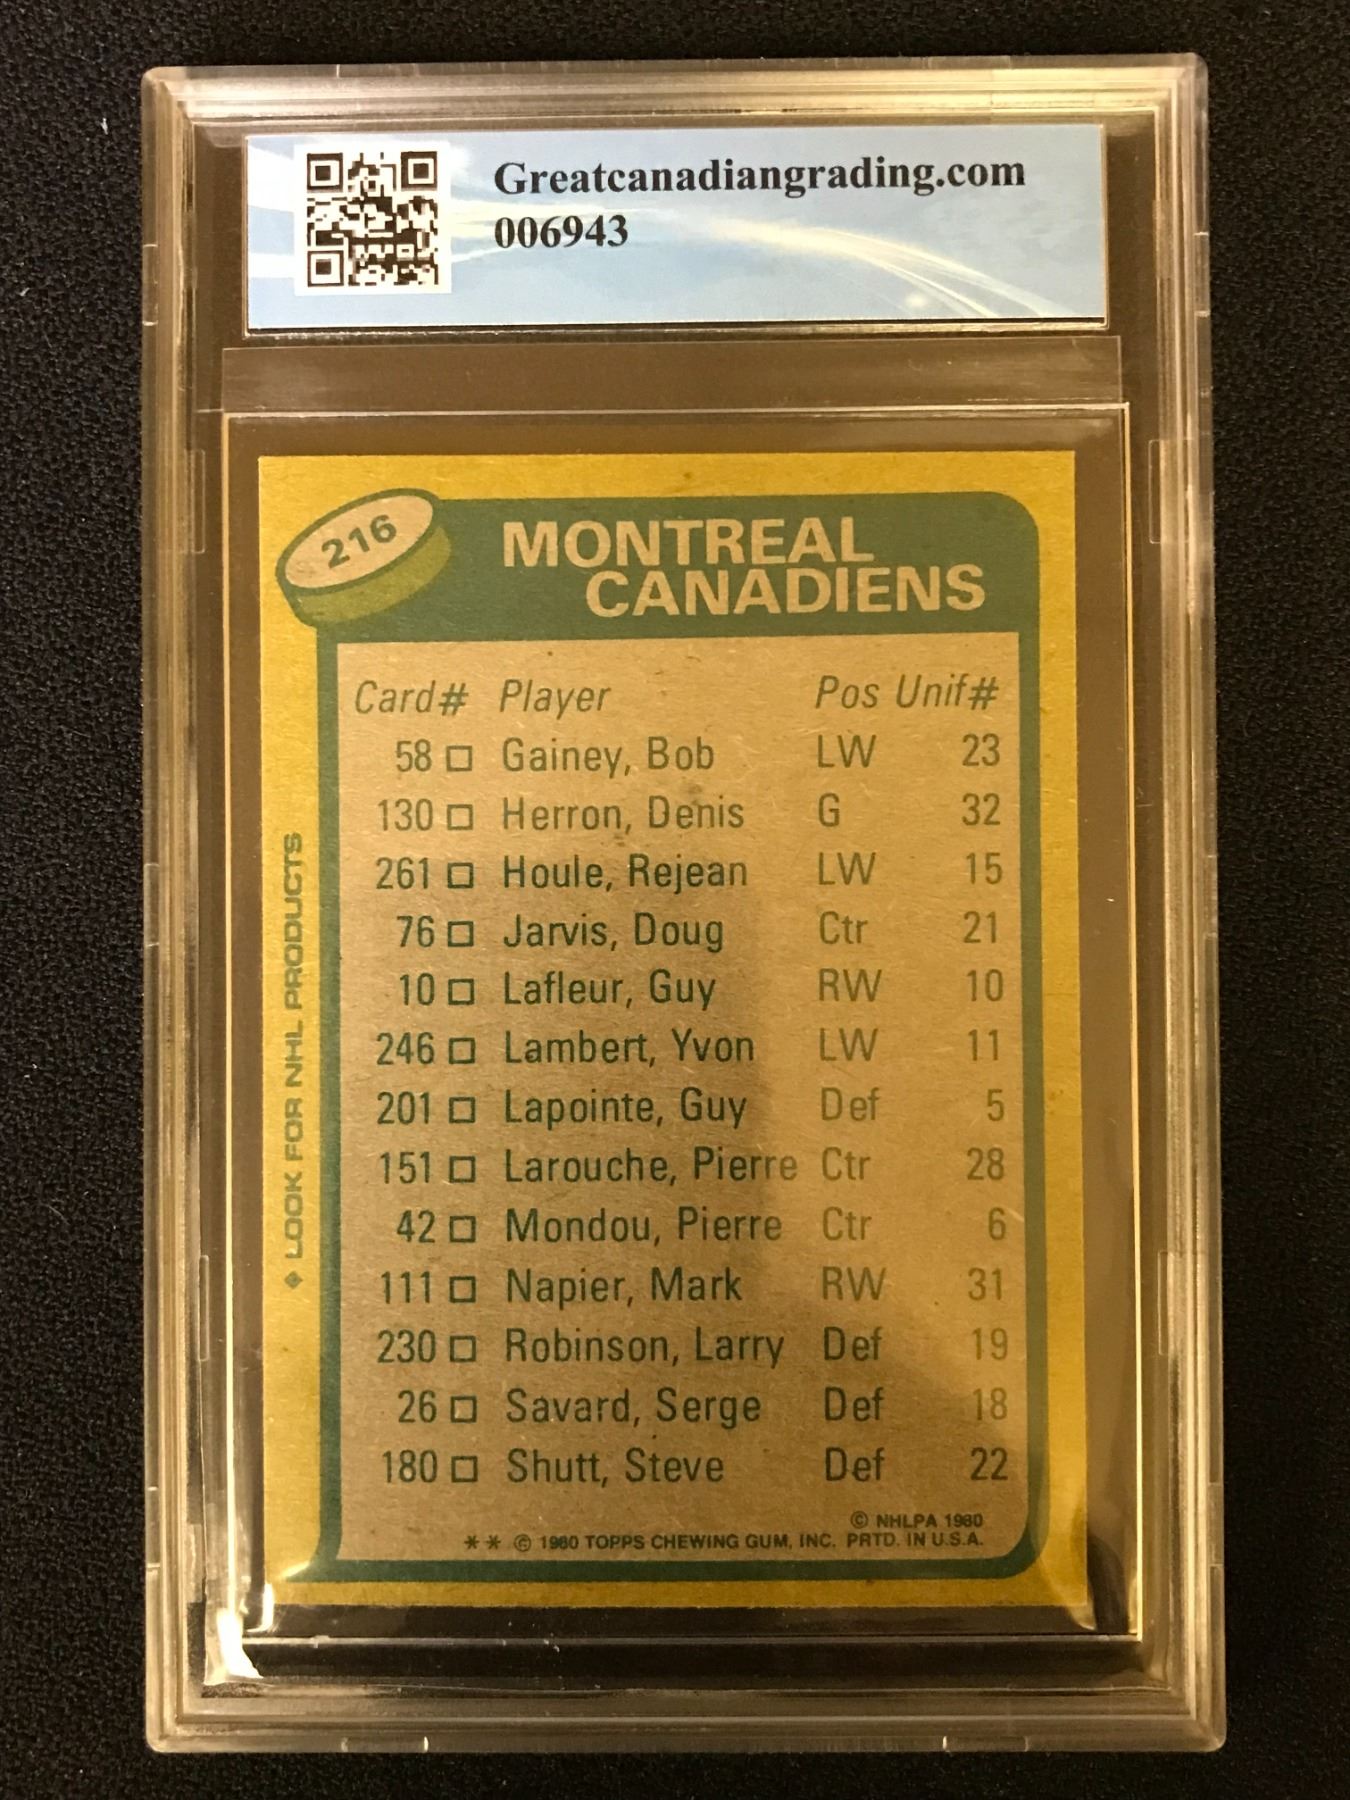 Greatcanadiangrading.com
006943
216
MONTREAL
CANADIENS
Card# Player Pos Unif#
58 □ Gainey, Bob LW 23
130 □ Herron, Denis G 32
261 □ Houle, Rejean LW 15
76 □ Jarvis, Doug Ctr 21
10 □ Lafleur, Guy RW 10
246 □ Lambert, Yvon LW 11
201 □ Lapointe, Guy Def 5
151 □ Larouche, Pierre Ctr 28
42 □ Mondou, Pierre Ctr 6
111 □ Napier, Mark RW 31
230 □ Robinson, Larry Def 19
26 □ Savard, Serge Def 18
180 □ Shutt, Steve Def 22
© NHLPA 1980
** © 1980 TOPPS CHEWING GUM, INC. PRTD. IN U.S.A.
◆ LOOK FOR NHL PRODUCTS